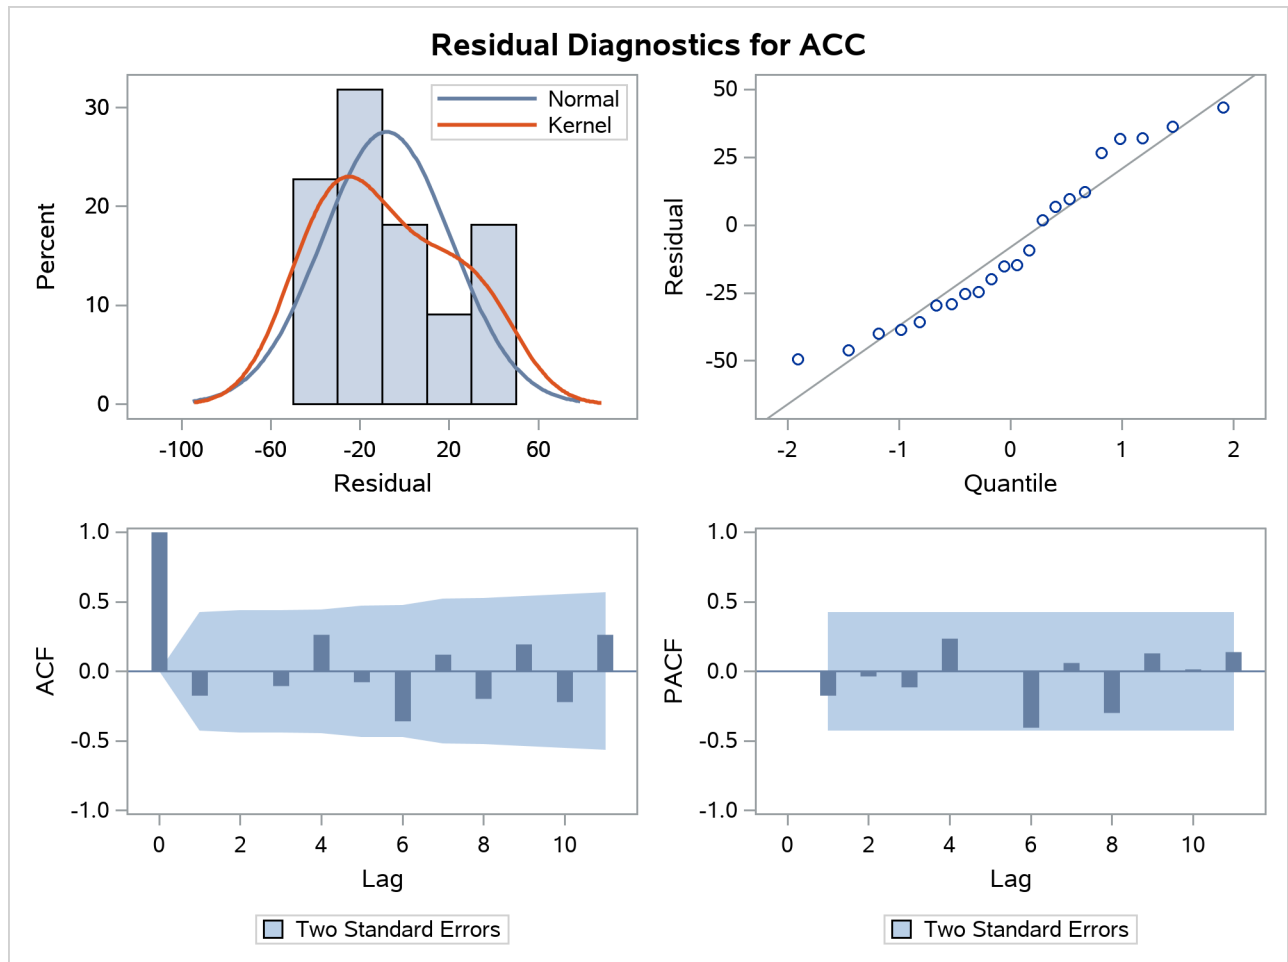 Residual Diagnostics for ACC
Normal
Kernel
30
20
10
0
Percent
-100 -60 -20 20 60
Residual
50
25
0
-25
-50
Residual
-2 -1 0 1 2
Quantile
1.0
0.5
0.0
-0.5
-1.0
ACF
0 2 4 6 8 10
Lag
Two Standard Errors
1.0
0.5
0.0
-0.5
-1.0
PACF
0 2 4 6 8 10
Lag
Two Standard Errors